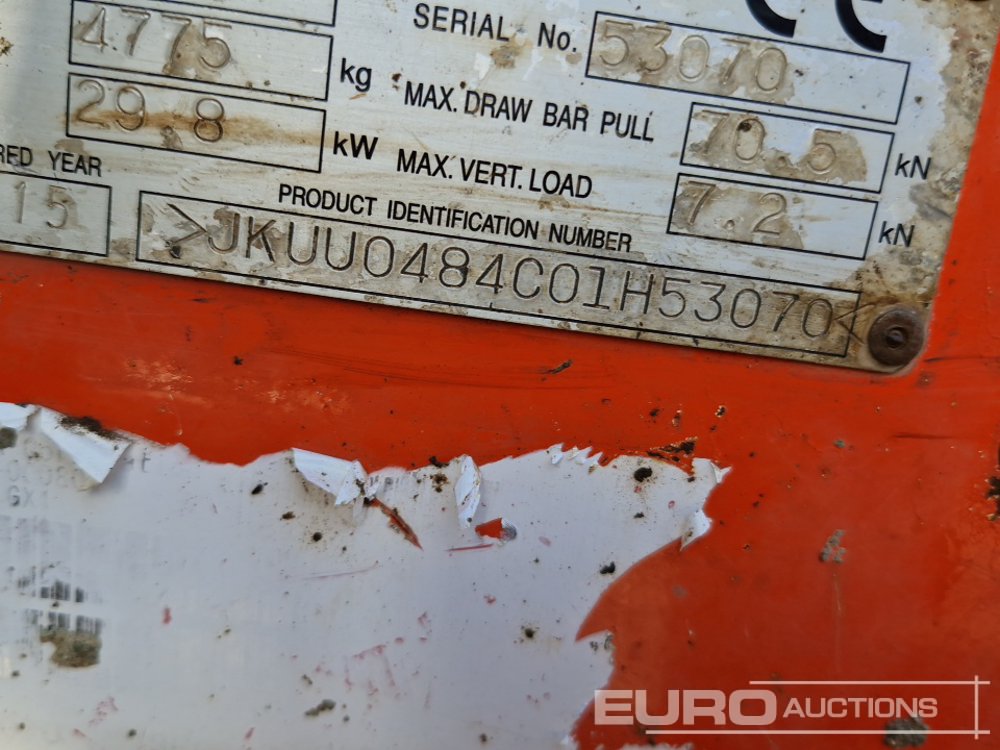 4775 kg
SERIAL No. 53070
CE
29.8 kW
MAX. DRAW BAR PULL 70.5 kN
RED YEAR
15
MAX. VERT. LOAD 7.2 kN
PRODUCT IDENTIFICATION NUMBER
>JKUU0484C01H53070<
EURO AUCTIONS